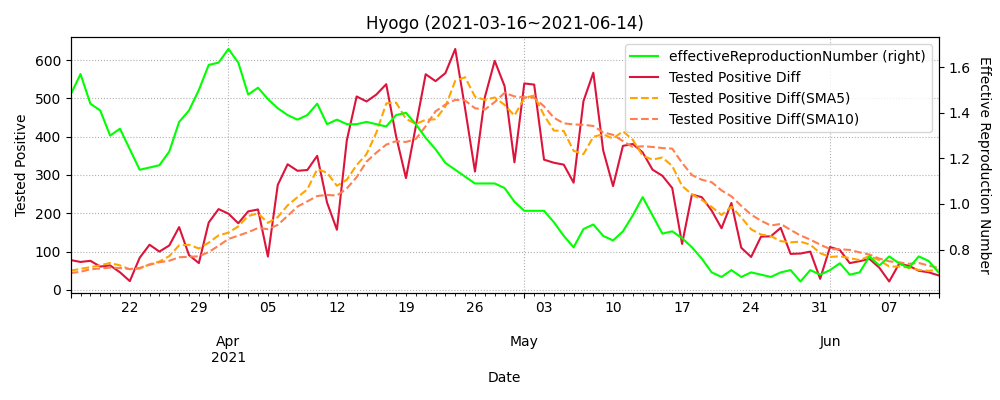 Hyogo (2021-03-16~2021-06-14)
effectiveReproductionNumber (right)
Tested Positive Diff
Tested Positive Diff(SMA5)
Tested Positive Diff(SMA10)
Tested Positive
600
500
400
300
200
100
0
1.6
1.4
1.2
1.0
0.8
Effective Reproduction Number
22 29 05 12 19 26 03 10 17 24 31 07
Apr May Jun
2021
Date